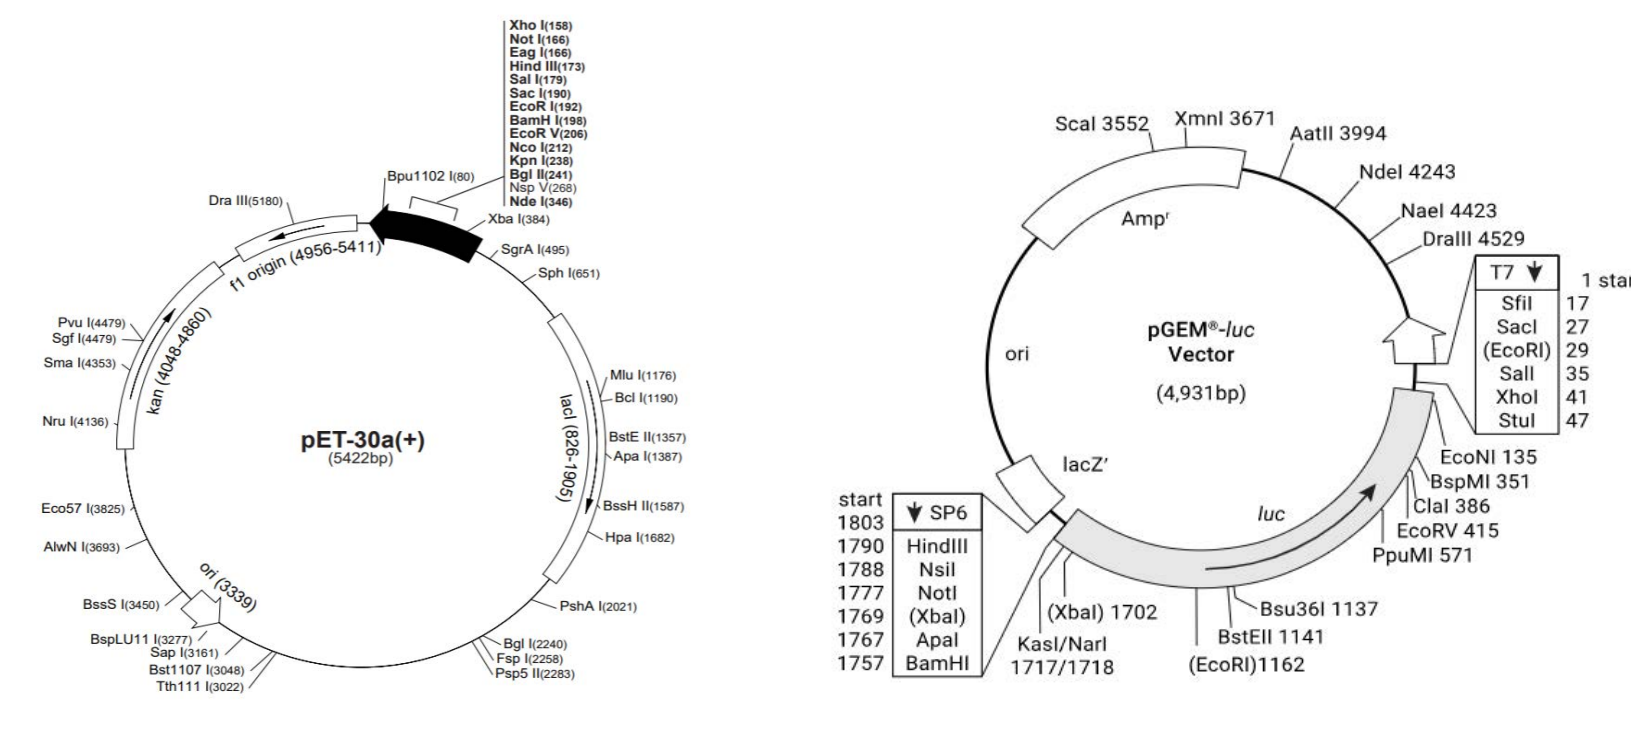 Xho I(158)
Not I(166)
Eag I(166)
Hind III(173)
Sal I(179)
Sac I(190)
EcoR I(192)
BamH I(198)
EcoR V(206)
Nco I(212)
Kpn I(238)
Bgl II(241)
Nsp V(268)
Nde I(346)
Bpu1102 I(80)
Xba I(384)
SgrA I(495)
Sph I(651)
Dra III(5180)
f1 origin (4956-5411)
Pvu I(4479)
Sgf I(4479)
Sma I(4353)
kan (4048-4860)
Nru I(4136)
Mlu I(1176)
Bcl I(1190)
lacI (826-1905)
BstE II(1357)
Apa I(1387)
pET-30a(+)
(5422bp)
BssH II(1587)
Hpa I(1682)
Eco57 I(3825)
AlwN I(3693)
ori (3339)
BssS I(3450)
PshA I(2021)
BspLU11 I(3277)
Sap I(3161)
Bst1107 I(3048)
Tth111 I(3022)
Bgl I(2240)
Fsp I(2258)
Psp5 II(2283)
ScaI 3552
XmnI 3671
AatII 3994
NdeI 4243
NaeI 4423
DraIII 4529
Ampʳ
T7
1 star
SfiI 17
SacI 27
(EcoRI) 29
SalI 35
XhoI 41
StuI 47
pGEM®-luc
Vector
(4,931bp)
ori
lacZ′
EcoNI 135
BspMI 351
ClaI 386
EcoRV 415
PpuMI 571
luc
start
1803 SP6
1790 HindIII
1788 NsiI
1777 NotI
1769 (XbaI)
1767 ApaI
1757 BamHI
(XbaI) 1702
KasI/NarI
1717/1718
Bsu36I 1137
BstEII 1141
(EcoRI)1162